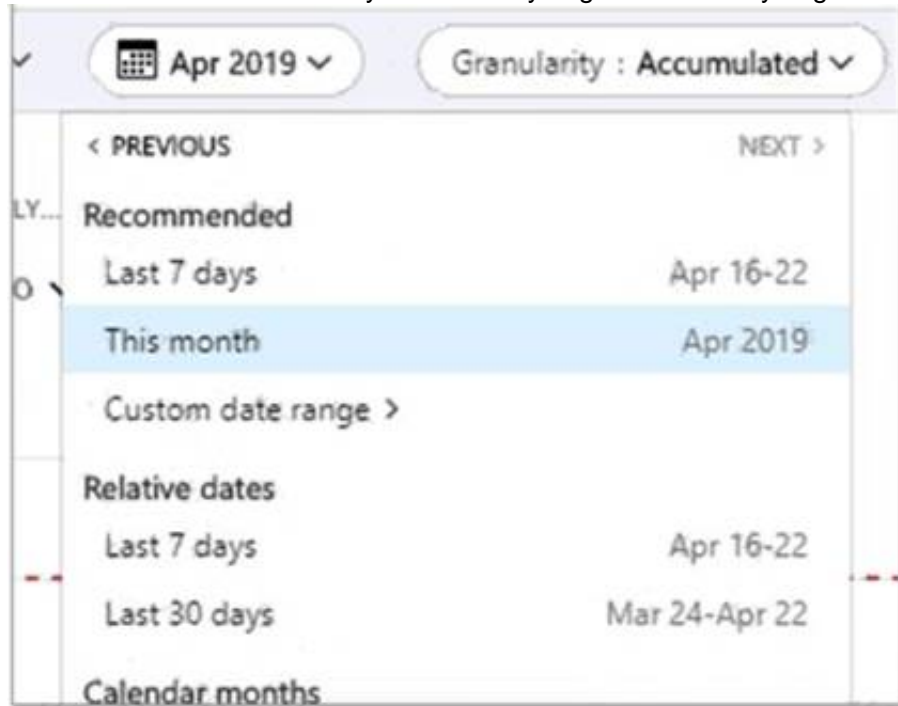 Apr 2019 Granularity : Accumulated
< PREVIOUS NEXT >
LY...
Recommended
Last 7 days Apr 16-22
O
This month Apr 2019
Custom date range >
Relative dates
Last 7 days Apr 16-22
Last 30 days Mar 24-Apr 22
Calendar months